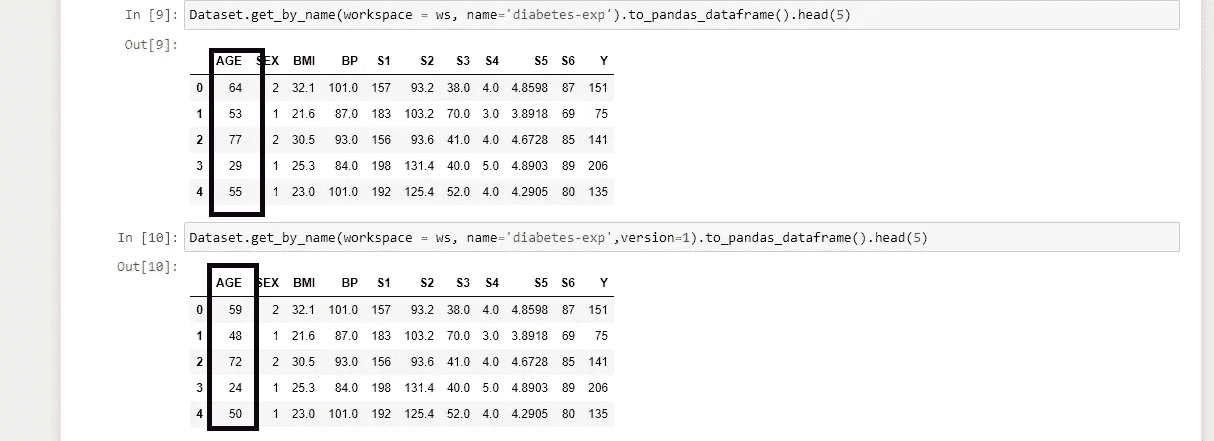 In [9]: Dataset.get_by_name(workspace = ws, name='diabetes-exp').to_pandas_dataframe().head(5)
Out[9]:
AGE SEX BMI BP S1 S2 S3 S4 S5 S6 Y
0 64 2 32.1 101.0 157 93.2 38.0 4.0 4.8598 87 151
1 53 1 21.6 87.0 183 103.2 70.0 3.0 3.8918 69 75
2 77 2 30.5 93.0 156 93.6 41.0 4.0 4.6728 85 141
3 29 1 25.3 84.0 198 131.4 40.0 5.0 4.8903 89 206
4 55 1 23.0 101.0 192 125.4 52.0 4.0 4.2905 80 135
In [10]: Dataset.get_by_name(workspace = ws, name='diabetes-exp',version=1).to_pandas_dataframe().head(5)
Out[10]:
AGE SEX BMI BP S1 S2 S3 S4 S5 S6 Y
0 59 2 32.1 101.0 157 93.2 38.0 4.0 4.8598 87 151
1 48 1 21.6 87.0 183 103.2 70.0 3.0 3.8918 69 75
2 72 2 30.5 93.0 156 93.6 41.0 4.0 4.6728 85 141
3 24 1 25.3 84.0 198 131.4 40.0 5.0 4.8903 89 206
4 50 1 23.0 101.0 192 125.4 52.0 4.0 4.2905 80 135